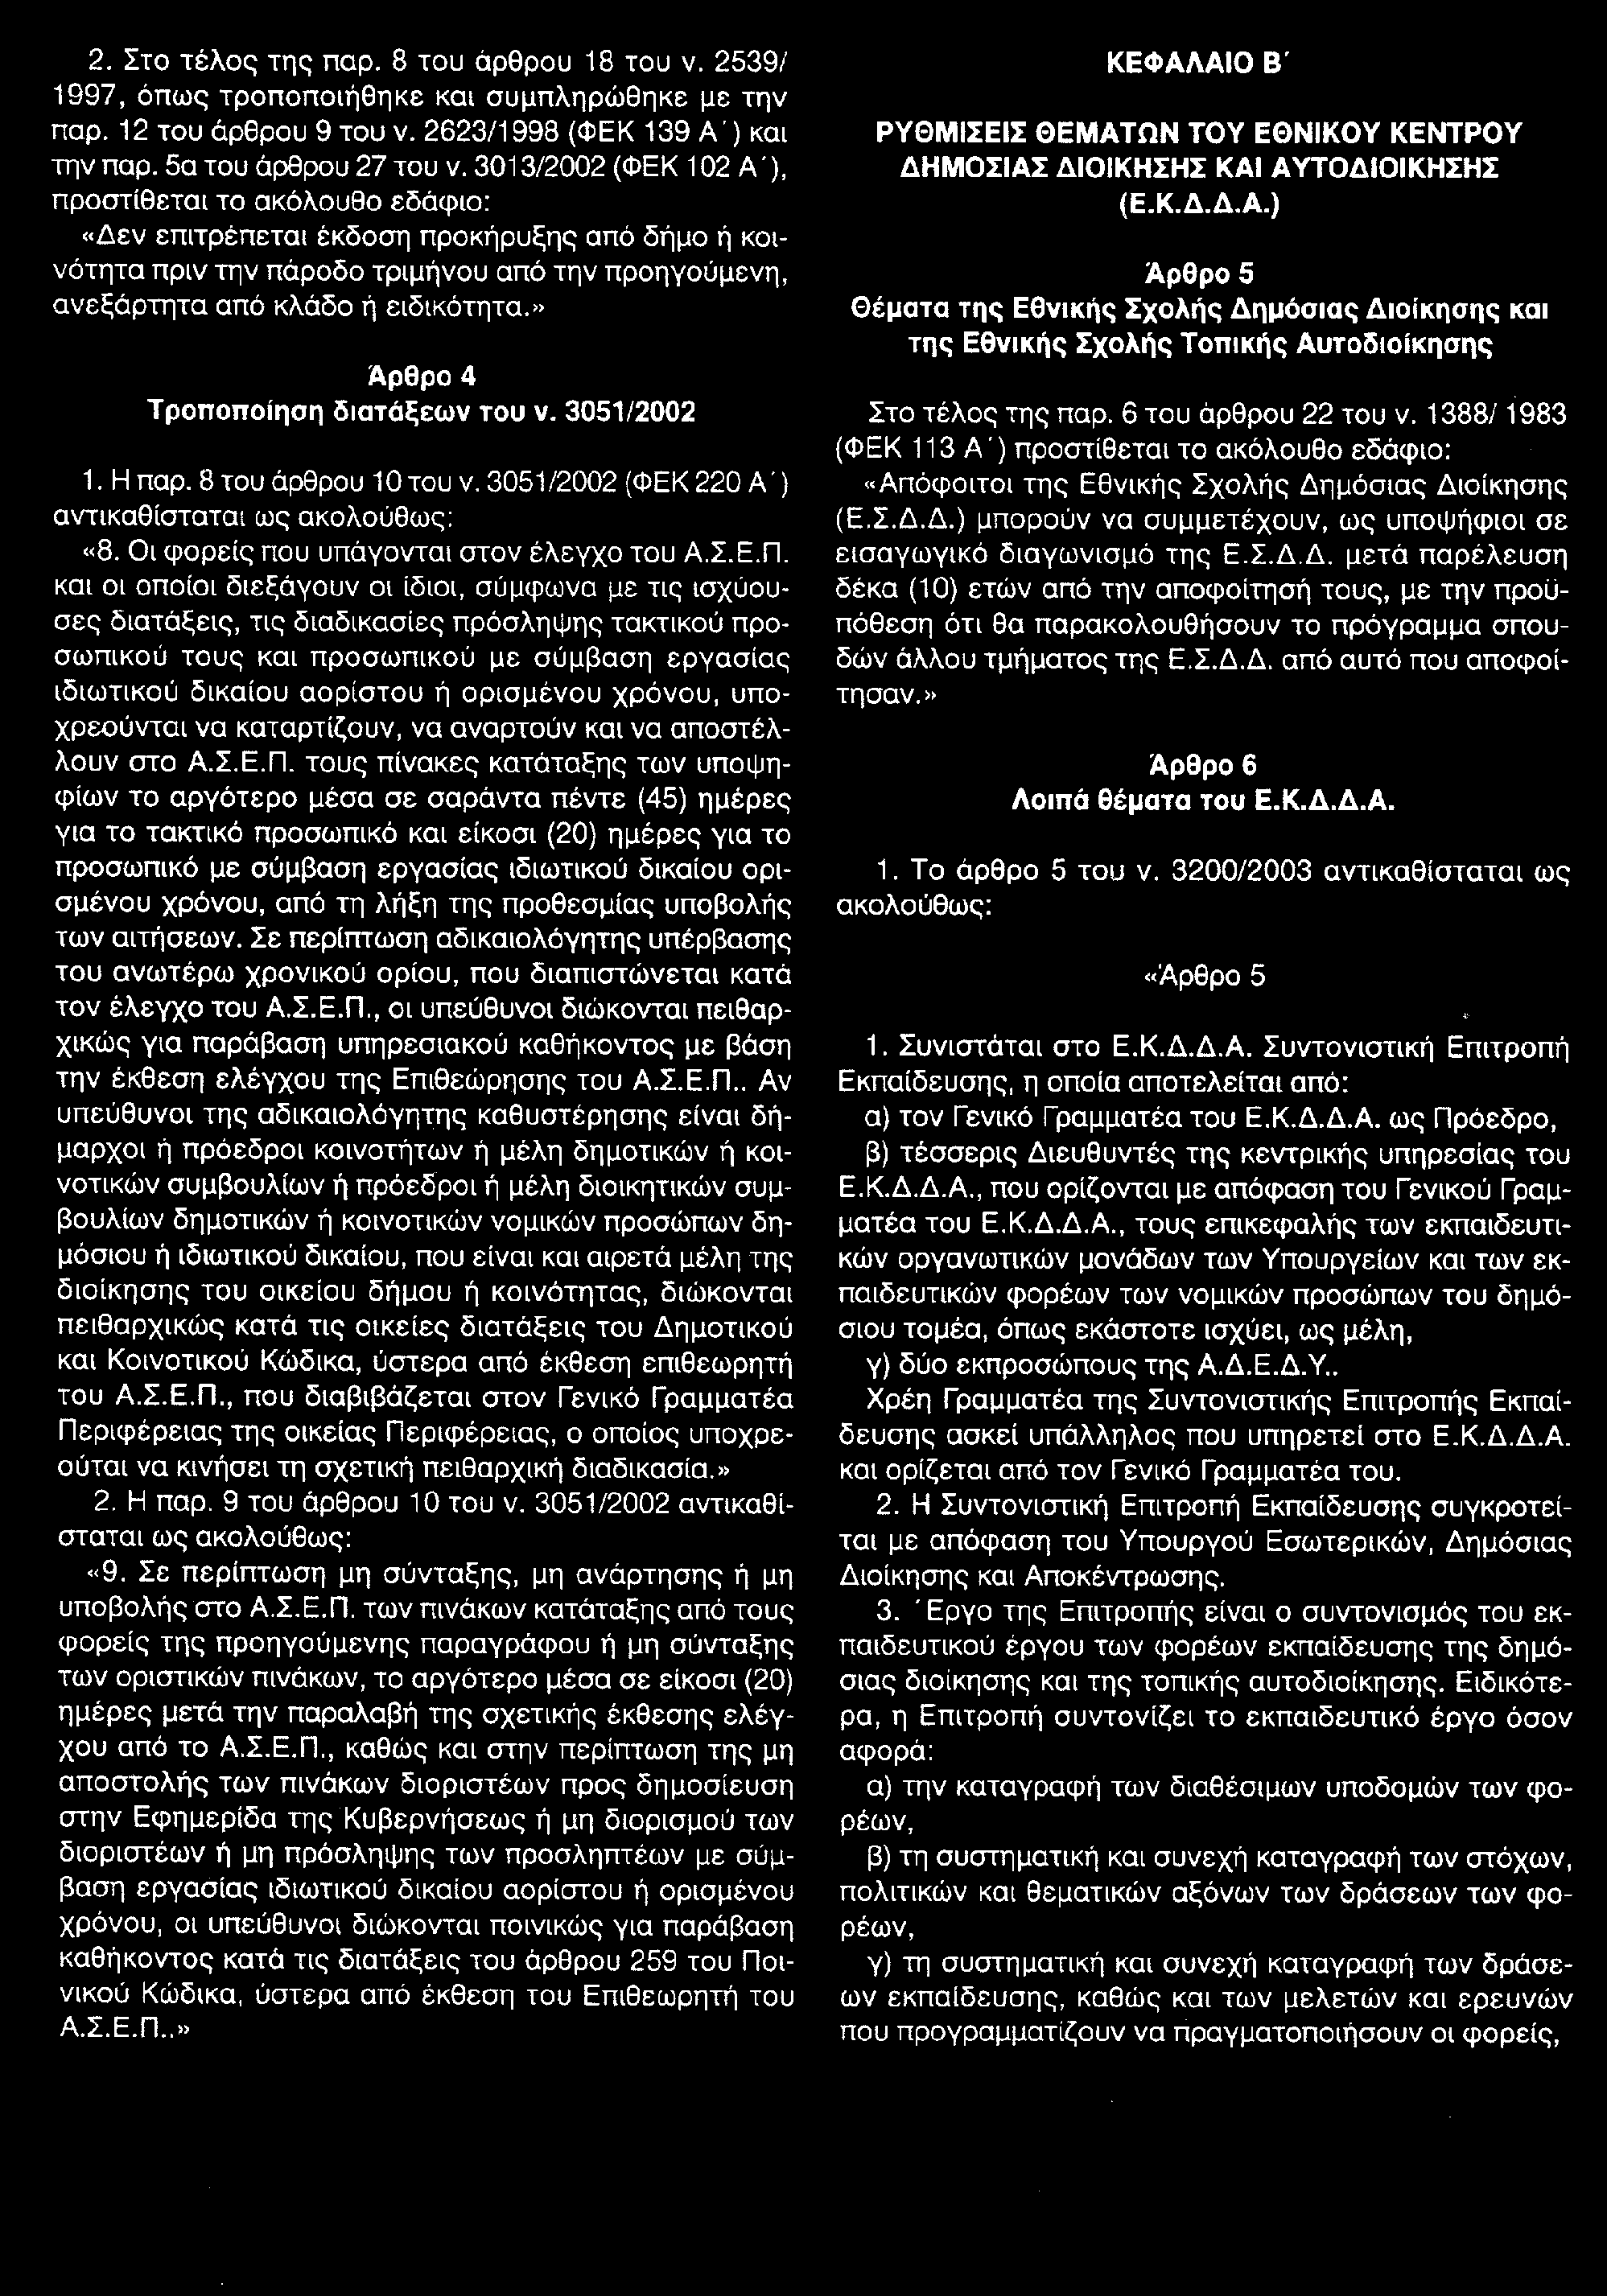 2. Στο τέλος της παρ. 8 του άρθρου 18 του ν. 2539/
1997, όπως τροποποιήθηκε και συμπληρώθηκε με την
παρ. 12 του άρθρου 9 του ν. 2623/1998 (ΦΕΚ 139 Α΄) και
την παρ. 5α του άρθρου 27 του ν. 3013/2002 (ΦΕΚ 102 Α΄),
προστίθεται το ακόλουθο εδάφιο:
«Δεν επιτρέπεται έκδοση προκήρυξης από δήμο ή κοι-
νότητα πριν την πάροδο τριμήνου από την προηγούμενη,
ανεξάρτητα από κλάδο ή ειδικότητα.»
Άρθρο 4
Τροποποίηση διατάξεων του ν. 3051/2002
1. Η παρ. 8 του άρθρου 10 του ν. 3051/2002 (ΦΕΚ 220 Α΄)
αντικαθίσταται ως ακολούθως:
«8. Οι φορείς που υπάγονται στον έλεγχο του Α.Σ.Ε.Π.
και οι οποίοι διεξάγουν οι ίδιοι, σύμφωνα με τις ισχύου-
σες διατάξεις, τις διαδικασίες πρόσληψης τακτικού προ-
σωπικού τους και προσωπικού με σύμβαση εργασίας
ιδιωτικού δικαίου αορίστου ή ορισμένου χρόνου, υπο-
χρεούνται να καταρτίζουν, να αναρτούν και να αποστέλ-
λουν στο Α.Σ.Ε.Π. τους πίνακες κατάταξης των υποψη-
φίων το αργότερο μέσα σε σαράντα πέντε (45) ημέρες
για το τακτικό προσωπικό και είκοσι (20) ημέρες για το
προσωπικό με σύμβαση εργασίας ιδιωτικού δικαίου ορι-
σμένου χρόνου, από τη λήξη της προθεσμίας υποβολής
των αιτήσεων. Σε περίπτωση αδικαιολόγητης υπέρβασης
του ανωτέρω χρονικού ορίου, που διαπιστώνεται κατά
τον έλεγχο του Α.Σ.Ε.Π., οι υπεύθυνοι διώκονται πειθαρ-
χικώς για παράβαση υπηρεσιακού καθήκοντος με βάση
την έκθεση ελέγχου της Επιθεώρησης του Α.Σ.Ε.Π.. Αν
υπεύθυνοι της αδικαιολόγητης καθυστέρησης είναι δή-
μαρχοι ή πρόεδροι κοινοτήτων ή μέλη δημοτικών ή κοι-
νοτικών συμβουλίων ή πρόεδροι ή μέλη διοικητικών συμ-
βουλίων δημοτικών ή κοινοτικών νομικών προσώπων δη-
μόσιου ή ιδιωτικού δικαίου, που είναι και αιρετά μέλη της
διοίκησης του οικείου δήμου ή κοινότητας, διώκονται
πειθαρχικώς κατά τις οικείες διατάξεις του Δημοτικού
και Κοινοτικού Κώδικα, ύστερα από έκθεση επιθεωρητή
του Α.Σ.Ε.Π., που διαβιβάζεται στον Γενικό Γραμματέα
Περιφέρειας της οικείας Περιφέρειας, ο οποίος υποχρε-
ούται να κινήσει τη σχετική πειθαρχική διαδικασία.»
2. Η παρ. 9 του άρθρου 10 του ν. 3051/2002 αντικαθί-
σταται ως ακολούθως:
«9. Σε περίπτωση μη σύνταξης, μη ανάρτησης ή μη
υποβολής στο Α.Σ.Ε.Π. των πινάκων κατάταξης από τους
φορείς της προηγούμενης παραγράφου ή μη σύνταξης
των οριστικών πινάκων, το αργότερο μέσα σε είκοσι (20)
ημέρες μετά την παραλαβή της σχετικής έκθεσης ελέγ-
χου από το Α.Σ.Ε.Π., καθώς και στην περίπτωση της μη
αποστολής των πινάκων διοριστέων προς δημοσίευση
στην Εφημερίδα της Κυβερνήσεως ή μη διορισμού των
διοριστέων ή μη πρόσληψης των προσληπτέων με σύμ-
βαση εργασίας ιδιωτικού δικαίου αορίστου ή ορισμένου
χρόνου, οι υπεύθυνοι διώκονται ποινικώς για παράβαση
καθήκοντος κατά τις διατάξεις του άρθρου 259 του Ποι-
νικού Κώδικα, ύστερα από έκθεση του Επιθεωρητή του
Α.Σ.Ε.Π..»
ΚΕΦΑΛΑΙΟ Β΄
ΡΥΘΜΙΣΕΙΣ ΘΕΜΑΤΩΝ ΤΟΥ ΕΘΝΙΚΟΥ ΚΕΝΤΡΟΥ
ΔΗΜΟΣΙΑΣ ΔΙΟΙΚΗΣΗΣ ΚΑΙ ΑΥΤΟΔΙΟΙΚΗΣΗΣ
(Ε.Κ.Δ.Δ.Α.)
Άρθρο 5
Θέματα της Εθνικής Σχολής Δημόσιας Διοίκησης και
της Εθνικής Σχολής Τοπικής Αυτοδιοίκησης
Στο τέλος της παρ. 6 του άρθρου 22 του ν. 1388/ 1983
(ΦΕΚ 113 Α΄) προστίθεται το ακόλουθο εδάφιο:
«Απόφοιτοι της Εθνικής Σχολής Δημόσιας Διοίκησης
(Ε.Σ.Δ.Δ.) μπορούν να συμμετέχουν, ως υποψήφιοι σε
εισαγωγικό διαγωνισμό της Ε.Σ.Δ.Δ. μετά παρέλευση
δέκα (10) ετών από την αποφοίτησή τους, με την προϋ-
πόθεση ότι θα παρακολουθήσουν το πρόγραμμα σπου-
δών άλλου τμήματος της Ε.Σ.Δ.Δ. από αυτό που αποφοί-
τησαν.»
Άρθρο 6
Λοιπά θέματα του Ε.Κ.Δ.Δ.Α.
1. Το άρθρο 5 του ν. 3200/2003 αντικαθίσταται ως
ακολούθως:
«Άρθρο 5
1. Συνιστάται στο Ε.Κ.Δ.Δ.Α. Συντονιστική Επιτροπή
Εκπαίδευσης, η οποία αποτελείται από:
α) τον Γενικό Γραμματέα του Ε.Κ.Δ.Δ.Α. ως Πρόεδρο,
β) τέσσερις Διευθυντές της κεντρικής υπηρεσίας του
Ε.Κ.Δ.Δ.Α., που ορίζονται με απόφαση του Γενικού Γραμ-
ματέα του Ε.Κ.Δ.Δ.Α., τους επικεφαλής των εκπαιδευτι-
κών οργανωτικών μονάδων των Υπουργείων και των εκ-
παιδευτικών φορέων των νομικών προσώπων του δημό-
σιου τομέα, όπως εκάστοτε ισχύει, ως μέλη,
γ) δύο εκπροσώπους της Α.Δ.Ε.Δ.Υ..
Χρέη Γραμματέα της Συντονιστικής Επιτροπής Εκπαί-
δευσης ασκεί υπάλληλος που υπηρετεί στο Ε.Κ.Δ.Δ.Α.
και ορίζεται από τον Γενικό Γραμματέα του.
2. Η Συντονιστική Επιτροπή Εκπαίδευσης συγκροτεί-
ται με απόφαση του Υπουργού Εσωτερικών, Δημόσιας
Διοίκησης και Αποκέντρωσης.
3. Έργο της Επιτροπής είναι ο συντονισμός του εκ-
παιδευτικού έργου των φορέων εκπαίδευσης της δημό-
σιας διοίκησης και της τοπικής αυτοδιοίκησης. Ειδικότε-
ρα, η Επιτροπή συντονίζει το εκπαιδευτικό έργο όσον
αφορά:
α) την καταγραφή των διαθέσιμων υποδομών των φο-
ρέων,
β) τη συστηματική και συνεχή καταγραφή των στόχων,
πολιτικών και θεματικών αξόνων των δράσεων των φο-
ρέων,
γ) τη συστηματική και συνεχή καταγραφή των δράσε-
ων εκπαίδευσης, καθώς και των μελετών και ερευνών
που προγραμματίζουν να πραγματοποιήσουν οι φορείς,